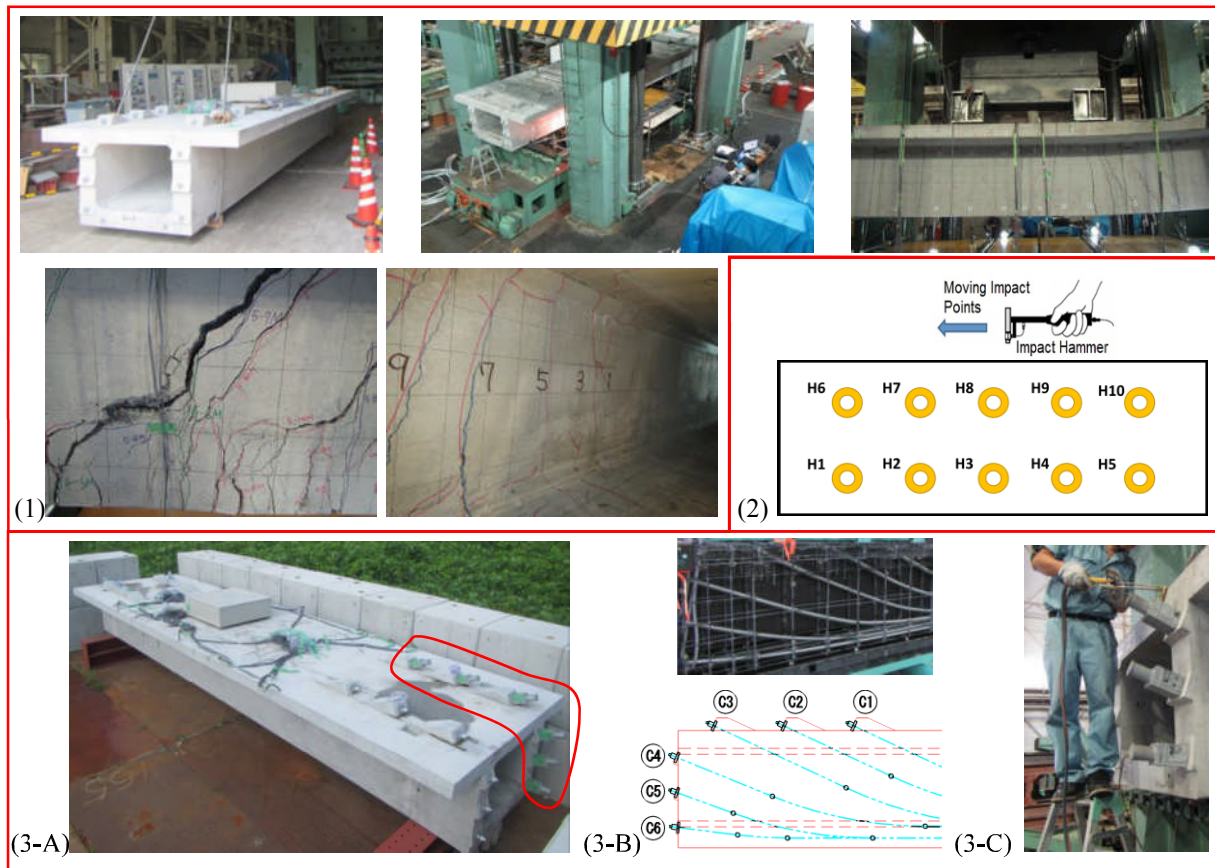 9
7
5
3
1
(1)
Moving Impact
Points
Impact Hammer
H6
H7
H8
H9
H10
H1
H2
H3
H4
H5
(2)
C3
C2
C1
C4
C5
C6
(3-A)
(3-B)
(3-C)